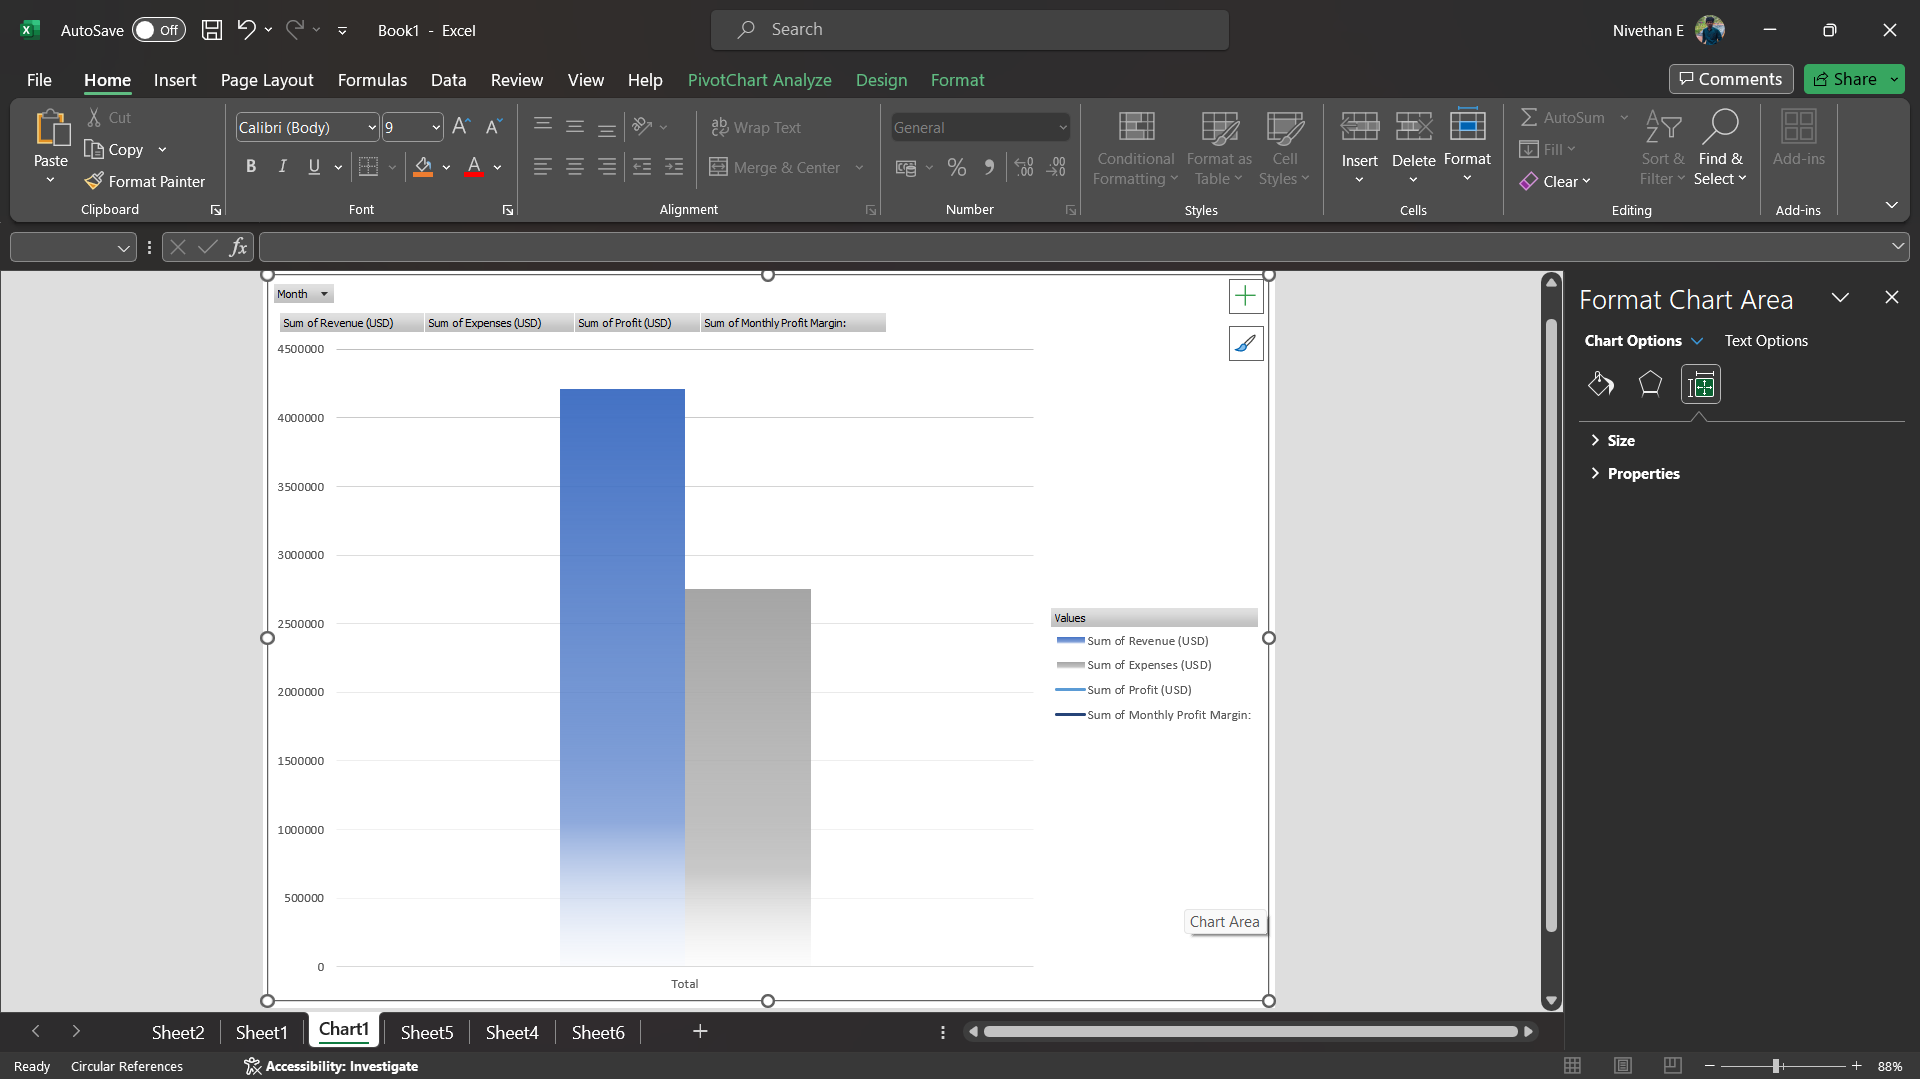 AutoSave Off Book1 - Excel Search Nivethan E
File Home Insert Page Layout Formulas Data Review View Help PivotChart Analyze Design Format Comments Share
Paste Cut Copy Format Painter Clipboard
Calibri (Body) 9 B I U A Font
Wrap Text Merge & Center Alignment
General % Number
Conditional Formatting Format as Table Cell Styles Styles
Insert Delete Format Cells
AutoSum Fill Clear Sort & Filter Find & Select Editing
Add-ins Add-ins
fx
Month
Sum of Revenue (USD) Sum of Expenses (USD) Sum of Profit (USD) Sum of Monthly Profit Margin:
4500000
4000000
3500000
3000000
2500000
2000000
1500000
1000000
500000
0
Total
Values
Sum of Revenue (USD)
Sum of Expenses (USD)
Sum of Profit (USD)
Sum of Monthly Profit Margin:
Chart Area
Format Chart Area
Chart Options Text Options
Size
Properties
Sheet2 Sheet1 Chart1 Sheet5 Sheet4 Sheet6
Ready Circular References Accessibility: Investigate 88%